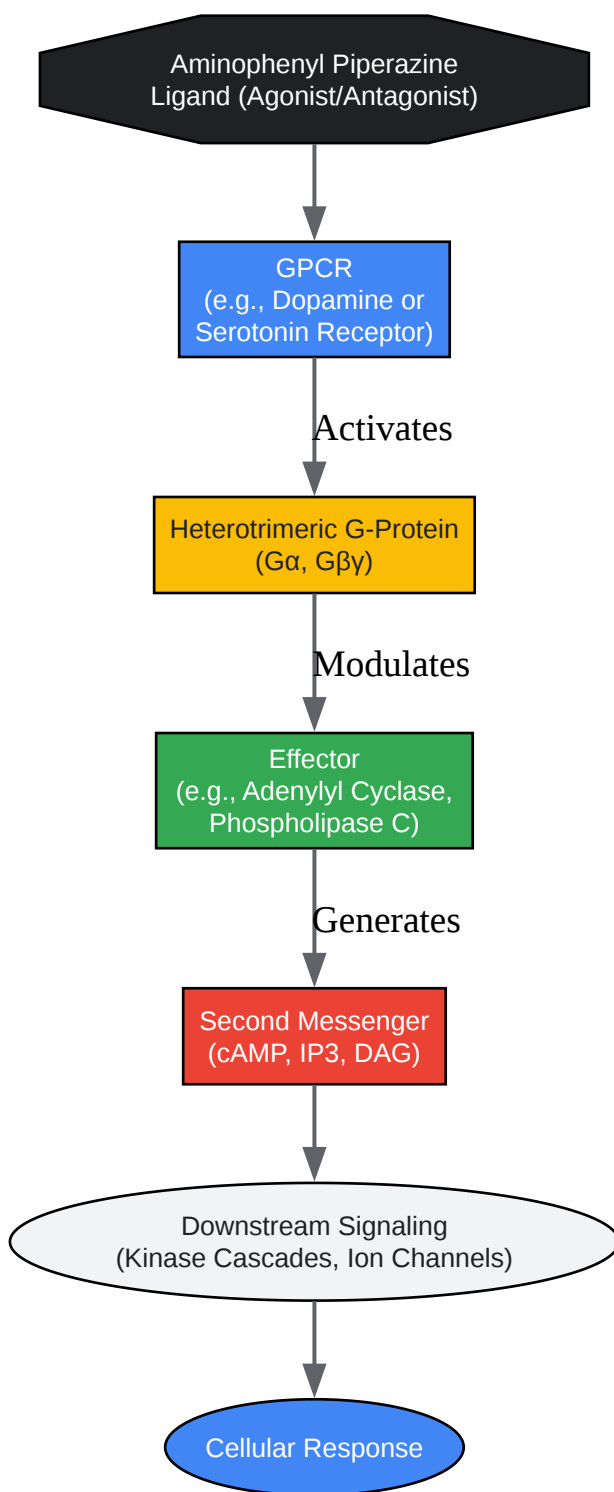 Aminophenyl Piperazine
Ligand (Agonist/Antagonist)
GPCR
(e.g., Dopamine or
Serotonin Receptor)
Activates
Heterotrimeric G-Protein
(Gα, Gβγ)
Modulates
Effector
(e.g., Adenylyl Cyclase,
Phospholipase C)
Generates
Second Messenger
(cAMP, IP3, DAG)
Downstream Signaling
(Kinase Cascades, Ion Channels)
Cellular Response